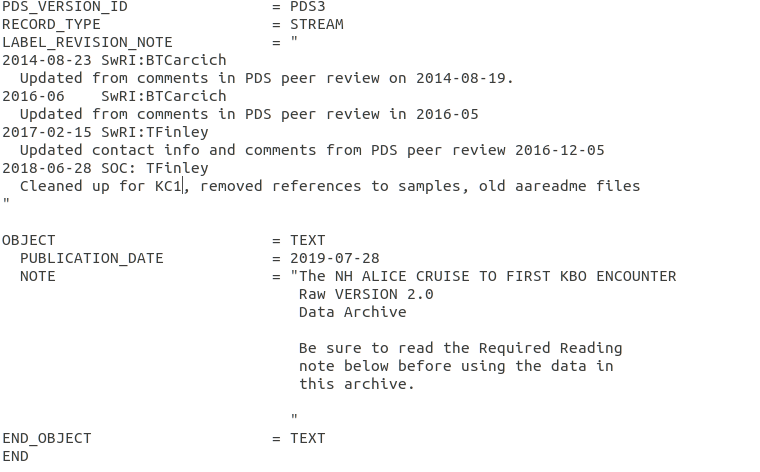 PDS_VERSION_ID                = PDS3
RECORD_TYPE                   = STREAM
LABEL_REVISION_NOTE           = "
2014-08-23 SwRI:BTCarcich
  Updated from comments in PDS peer review on 2014-08-19.
2016-06    SwRI:BTCarcich
  Updated from comments in PDS peer review in 2016-05
2017-02-15 SwRI:TFinley
  Updated contact info and comments from PDS peer review 2016-12-05
2018-06-28 SOC: TFinley
  Cleaned up for KC1, removed references to samples, old aareadme files
"

OBJECT                        = TEXT
  PUBLICATION_DATE            = 2019-07-28
  NOTE                        = "The NH ALICE CRUISE TO FIRST KBO ENCOUNTER
                                 Raw VERSION 2.0
                                 Data Archive

                                 Be sure to read the Required Reading
                                 note below before using the data in
                                 this archive.

                                "
END_OBJECT                    = TEXT
END